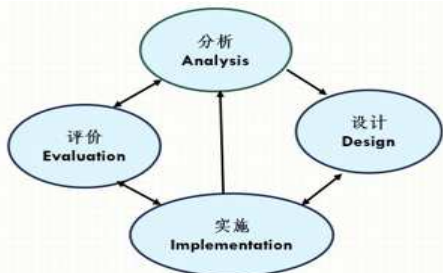 分析
Analysis
评价
Evaluation
设计
Design
实施
Implementation